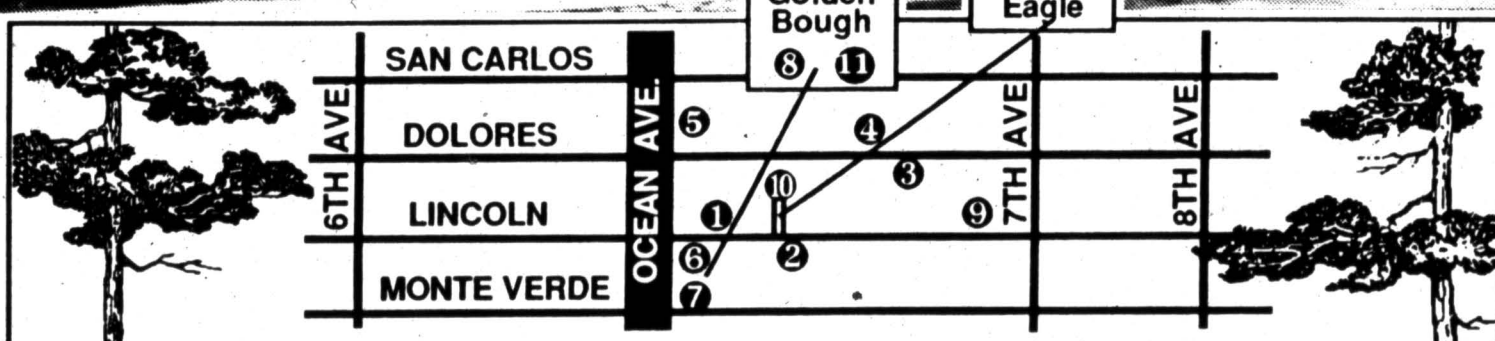 Golden
Bough
8 11
Eagle
SAN CARLOS
DOLORES
LINCOLN
MONTE VERDE
6TH AVE.
OCEAN AVE.
7TH AVE
8TH AVE
5
4
3
10
1
9
6
2
7